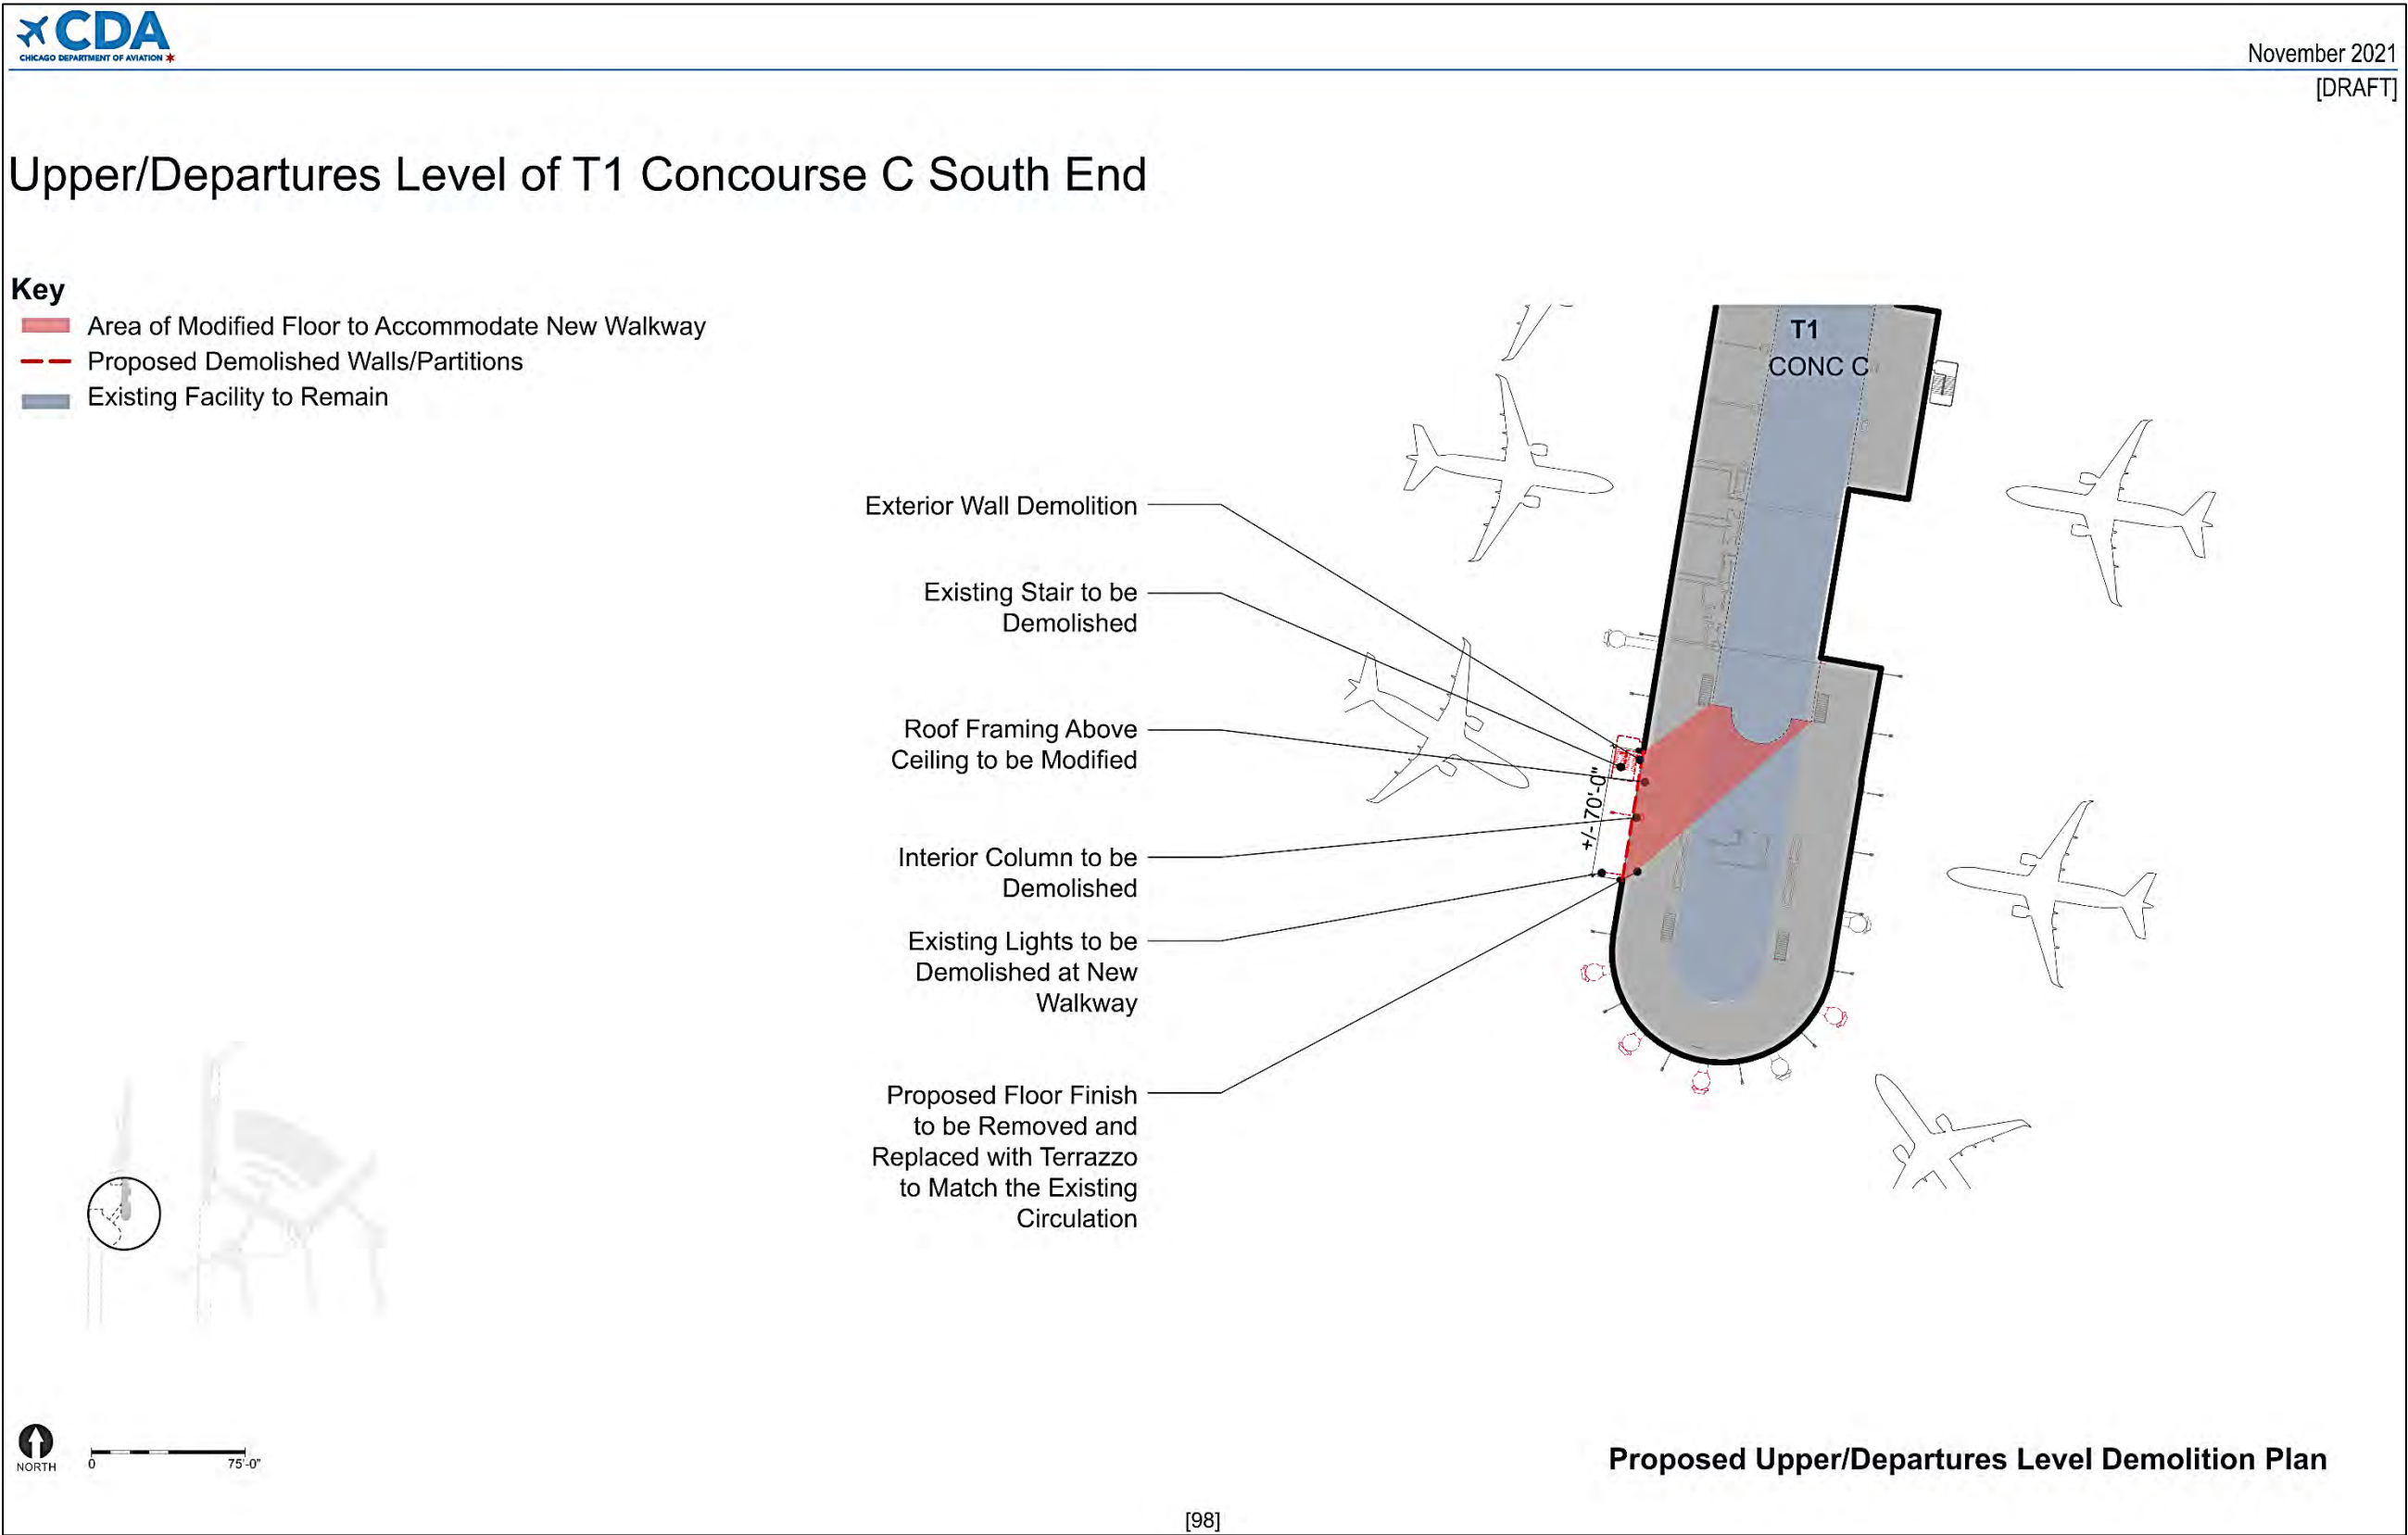 CDA
CHICAGO DEPARTMENT OF AVIATION
November 2021
[DRAFT]
Upper/Departures Level of T1 Concourse C South End
Key
Area of Modified Floor to Accommodate New Walkway
Proposed Demolished Walls/Partitions
Existing Facility to Remain
T1
CONC C
Exterior Wall Demolition
Existing Stair to be
Demolished
Roof Framing Above
Ceiling to be Modified
+/-70'-0"
Interior Column to be
Demolished
Existing Lights to be
Demolished at New
Walkway
Proposed Floor Finish
to be Removed and
Replaced with Terrazzo
to Match the Existing
Circulation
NORTH
0 75'-0"
Proposed Upper/Departures Level Demolition Plan
[98]